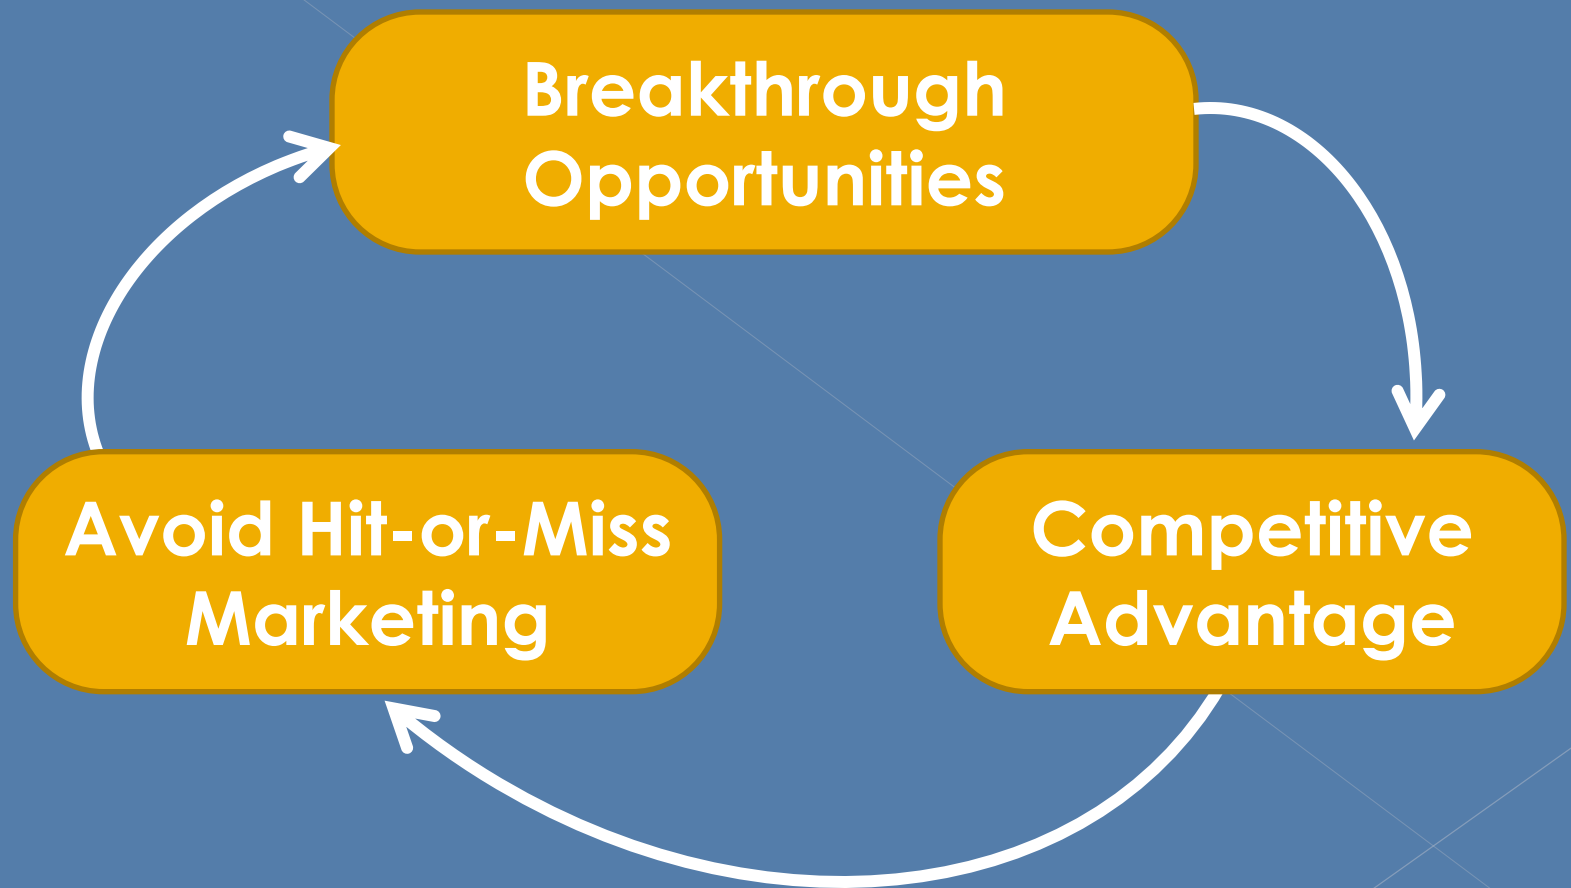 Breakthrough
Opportunities
Avoid Hit-or-Miss
Marketing
Competitive
Advantage